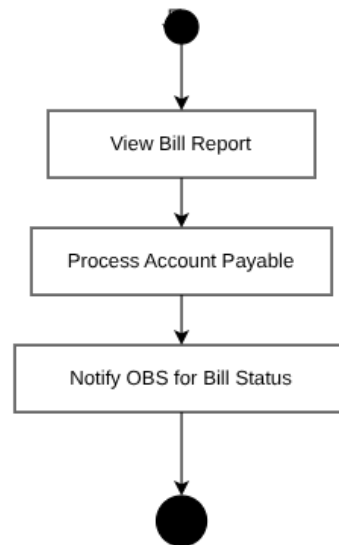 View Bill Report
Process Account Payable
Notify OBS for Bill Status